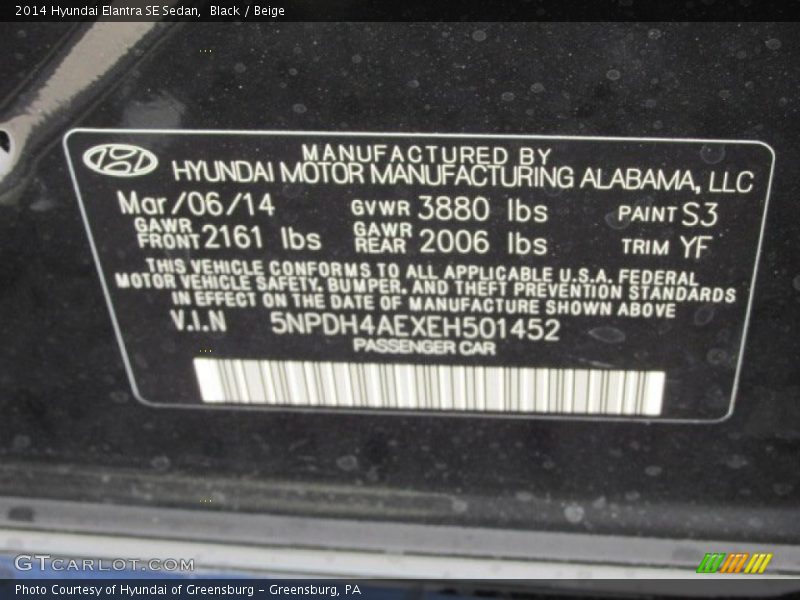 2014 Hyundai Elantra SE Sedan,  Black / Beige
MANUFACTURED BY
HYUNDAI MOTOR MANUFACTURING ALABAMA, LLC
Mar/06/14 GVWR 3880 lbs PAINT S3
GAWR FRONT 2161 lbs GAWR REAR 2006 lbs TRIM YF
THIS VEHICLE CONFORMS TO ALL APPLICABLE U.S.A. FEDERAL
MOTOR VEHICLE SAFETY, BUMPER, AND THEFT PREVENTION STANDARDS
IN EFFECT ON THE DATE OF MANUFACTURE SHOWN ABOVE
V.I.N 5NPDH4AEXEH501452
PASSENGER CAR
GTCARLOT.COM
Photo Courtesy of Hyundai of Greensburg – Greensburg, PA